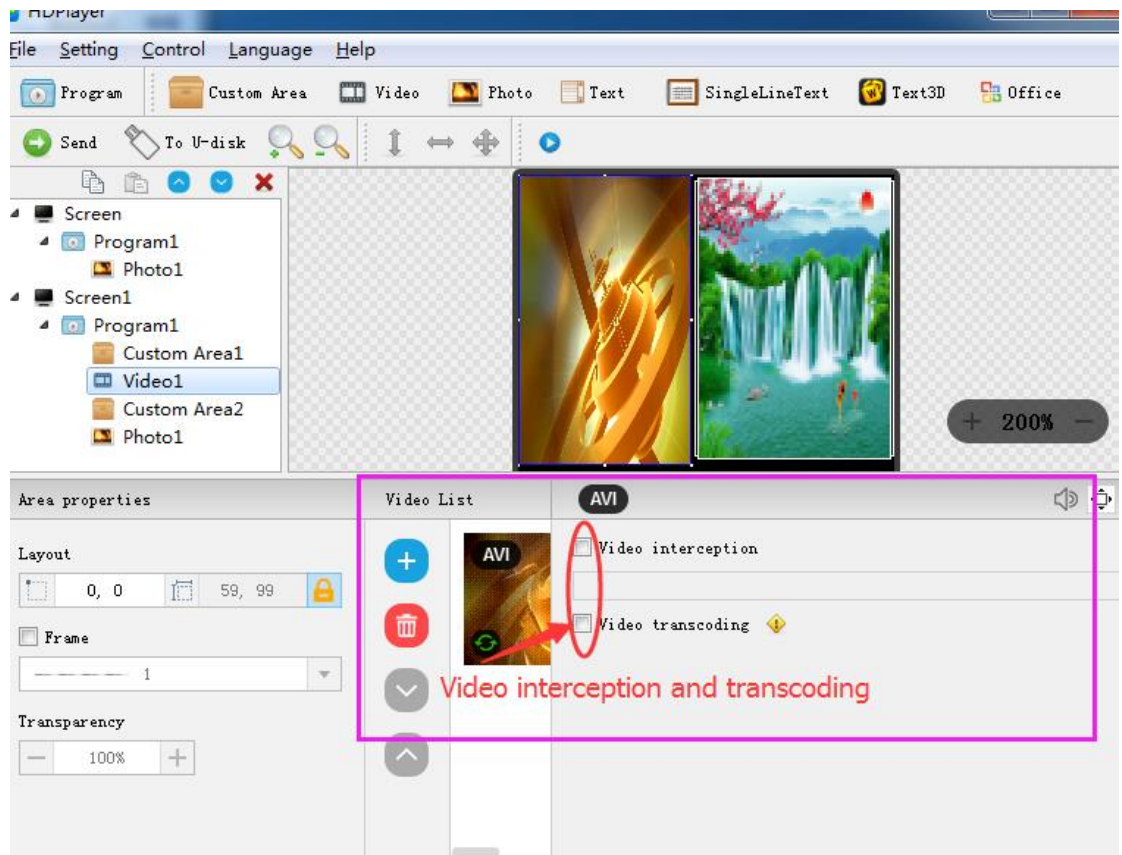 HDPlayer
File Setting Control Language Help
Program Custom Area Video Photo Text SingleLineText Text3D Office
Send To U-disk
Screen
Program1
Photo1
Screen1
Program1
Custom Area1
Video1
Custom Area2
Photo1
+ 200% −
Area properties
Video List
AVI
Layout
0, 0 59, 99
Frame
1
Transparency
— 100% +
AVI
Video interception
Video transcoding
Video interception and transcoding